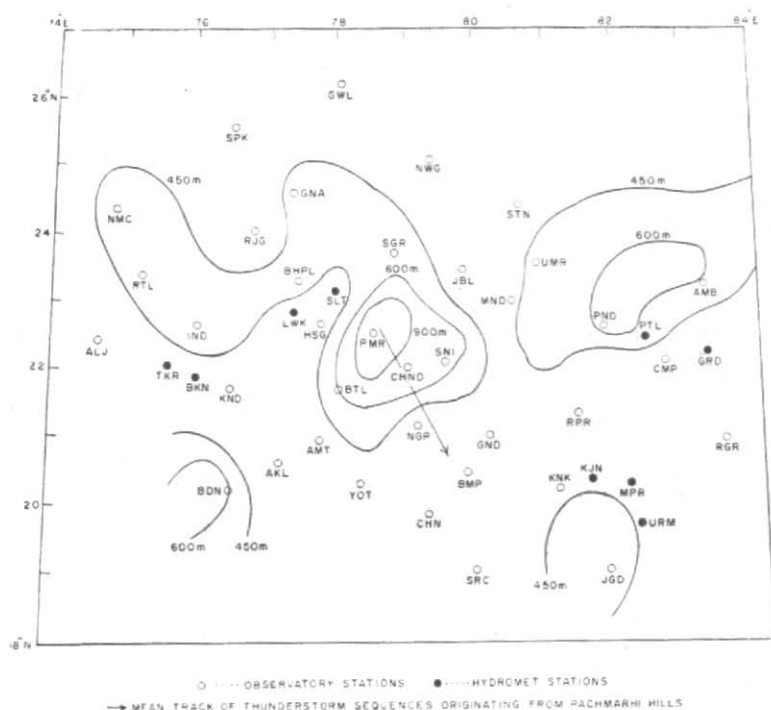 74E 76 78 80 82 84E
26°N
GWL
SPK
NWG
450m
GNA
450m
NMC
STN
24
RJG
SGR
600m
UMR
600m
BHPL
JBL
RTL
SLT
MND
AMB
LWK
HSG
900m
PND
PTL
IND
PMR
ALJ
SNI
CMP
GRD
22
TKR
BKN
CHND
KND
BTL
RPR
NGP
AMT
GND
RGR
AKL
BMP
KNK
KJN
20
BDN
YOT
MPR
CHN
URM
600m
450m
SRC
450m
JGD
18°N
○ ····· OBSERVATORY STATIONS ● ····· HYDROMET STATIONS
→ MEAN TRACK OF THUNDERSTORM SEQUENCES ORIGINATING FROM PACHMARHI HILLS